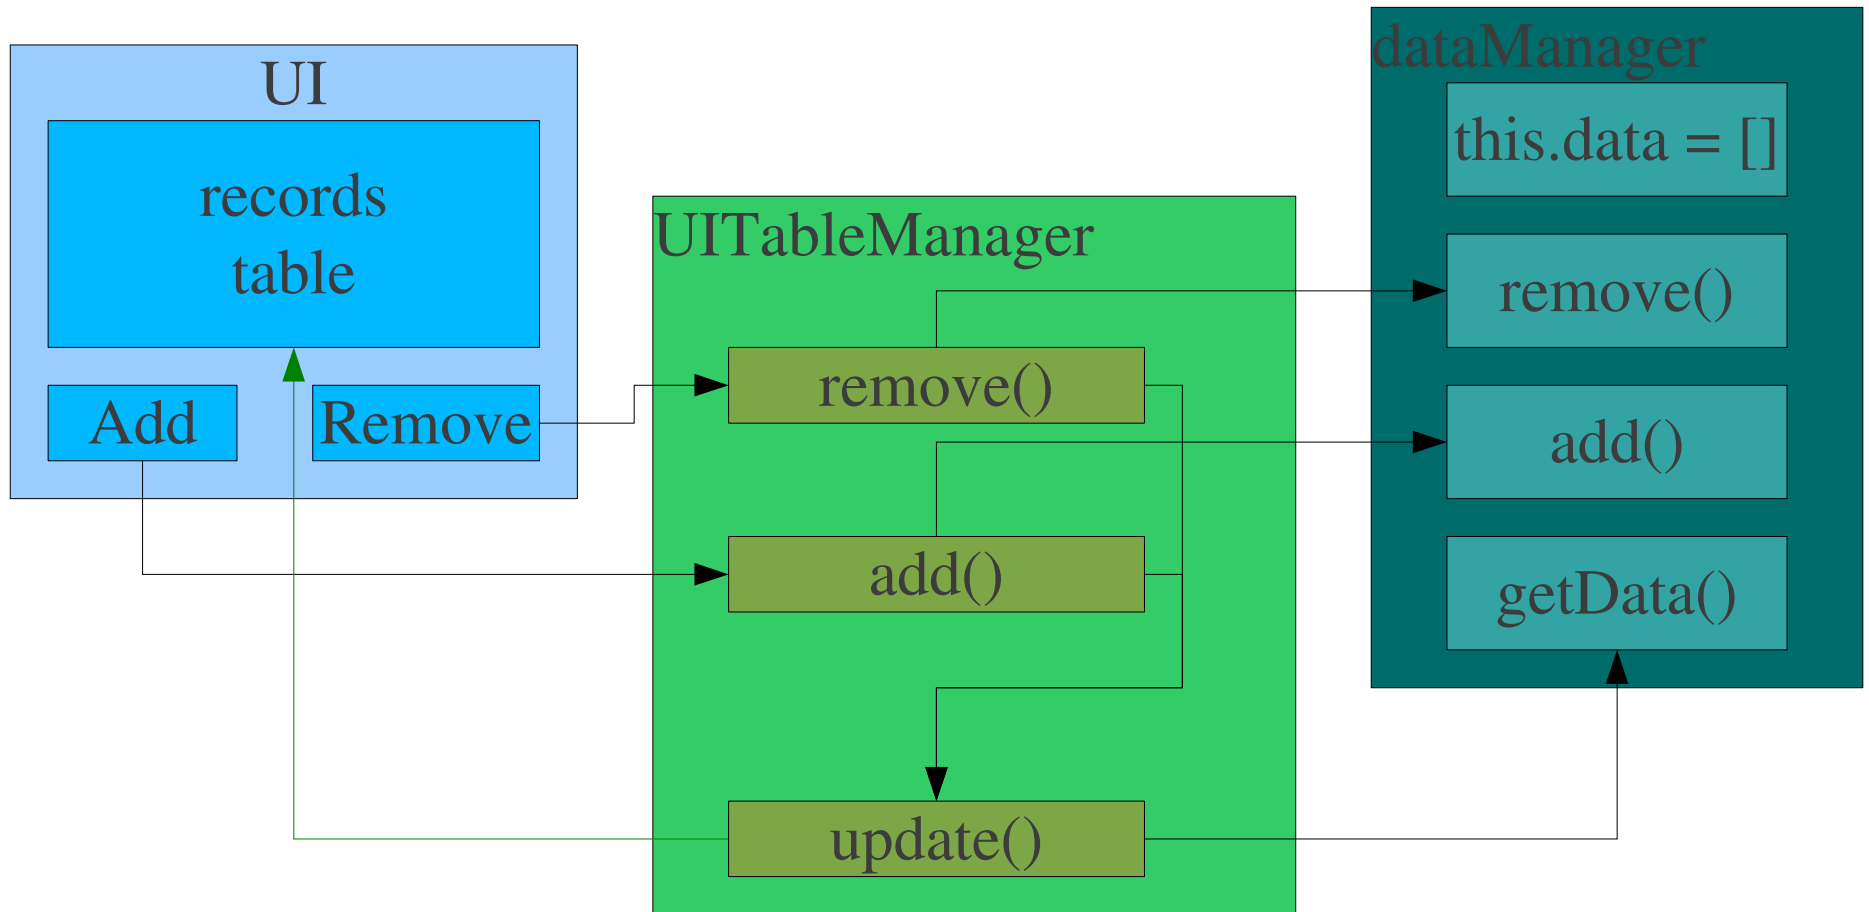 UI
records
table
Add
Remove
UITableManager
remove()
add()
update()
dataManager
this.data = []
remove()
add()
getData()